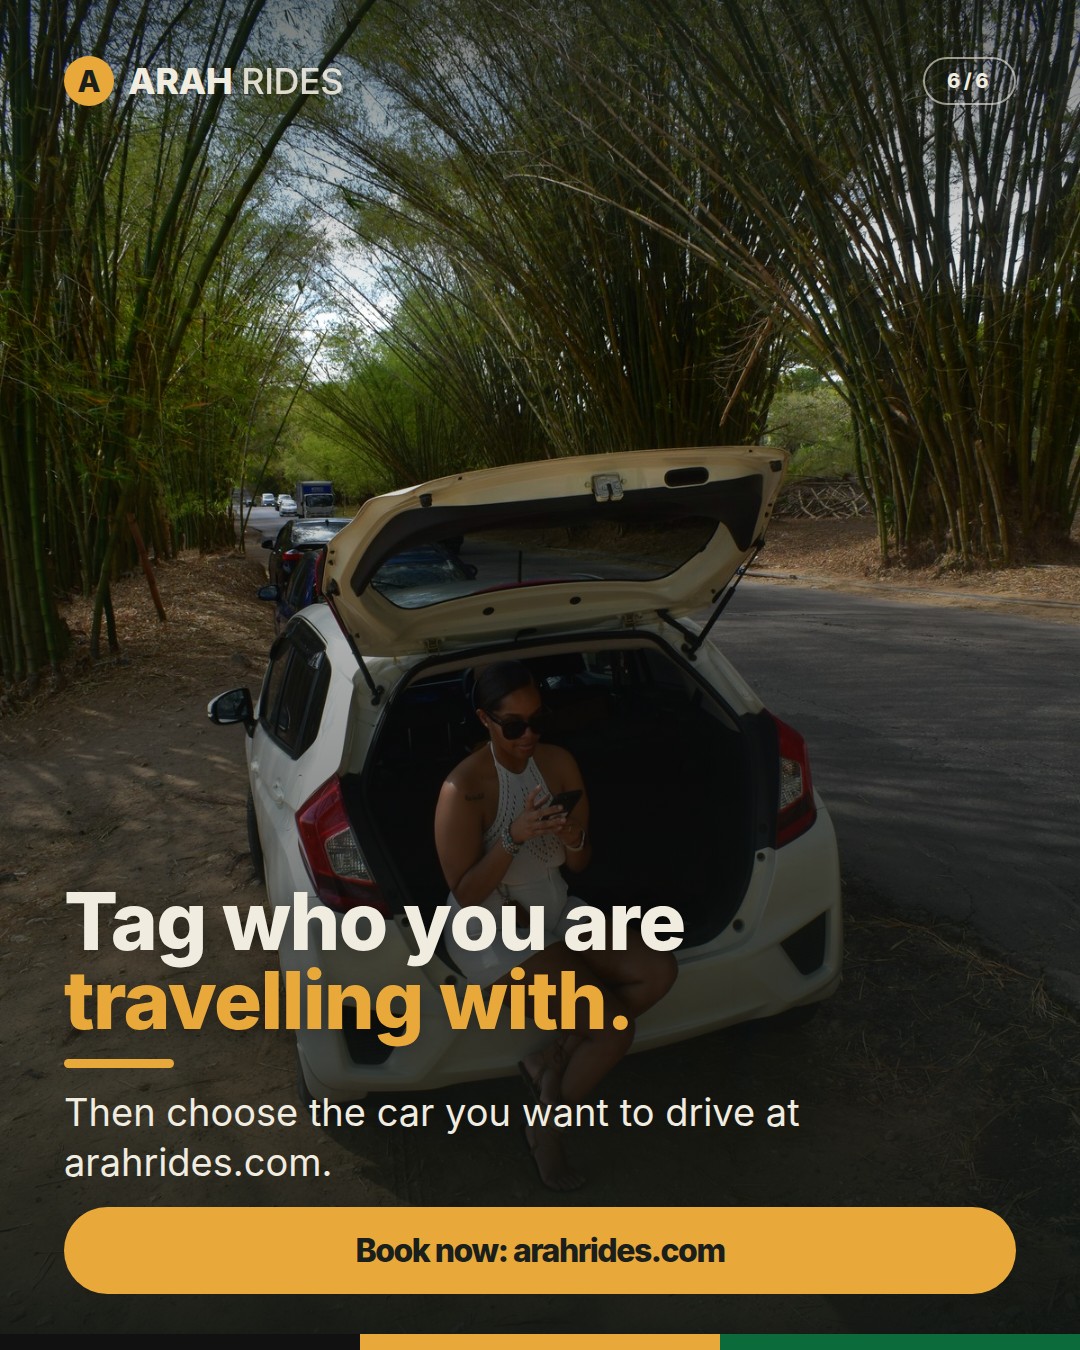 A ARAH RIDES
6/6
Tag who you are
travelling with.
Then choose the car you want to drive at
arahrides.com.
Book now: arahrides.com